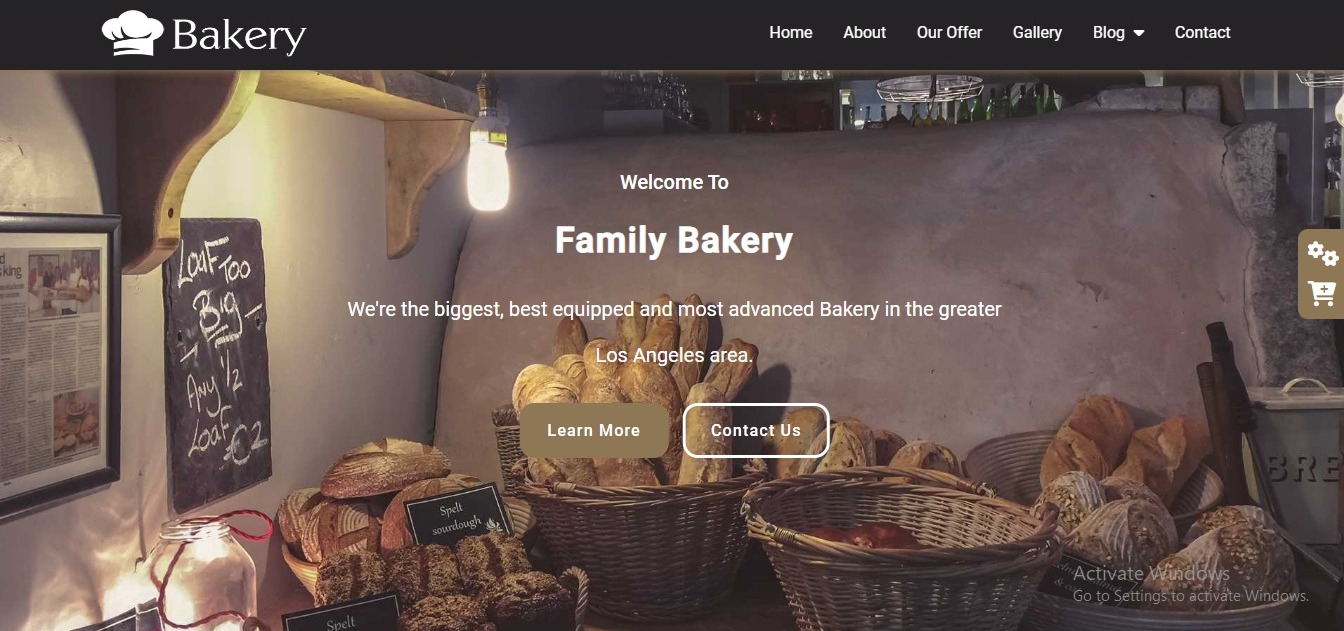 Bakery
Home
About
Our Offer
Gallery
Blog
Contact
Welcome To
Family Bakery
We're the biggest, best equipped and most advanced Bakery in the greater
Los Angeles area.
Learn More
Contact Us
Loaf Too
Big
Any 1/2
Loaf €2
Spelt
sourdough
Spelt
BRE
Activate Windows
Go to Settings to activate Windows.